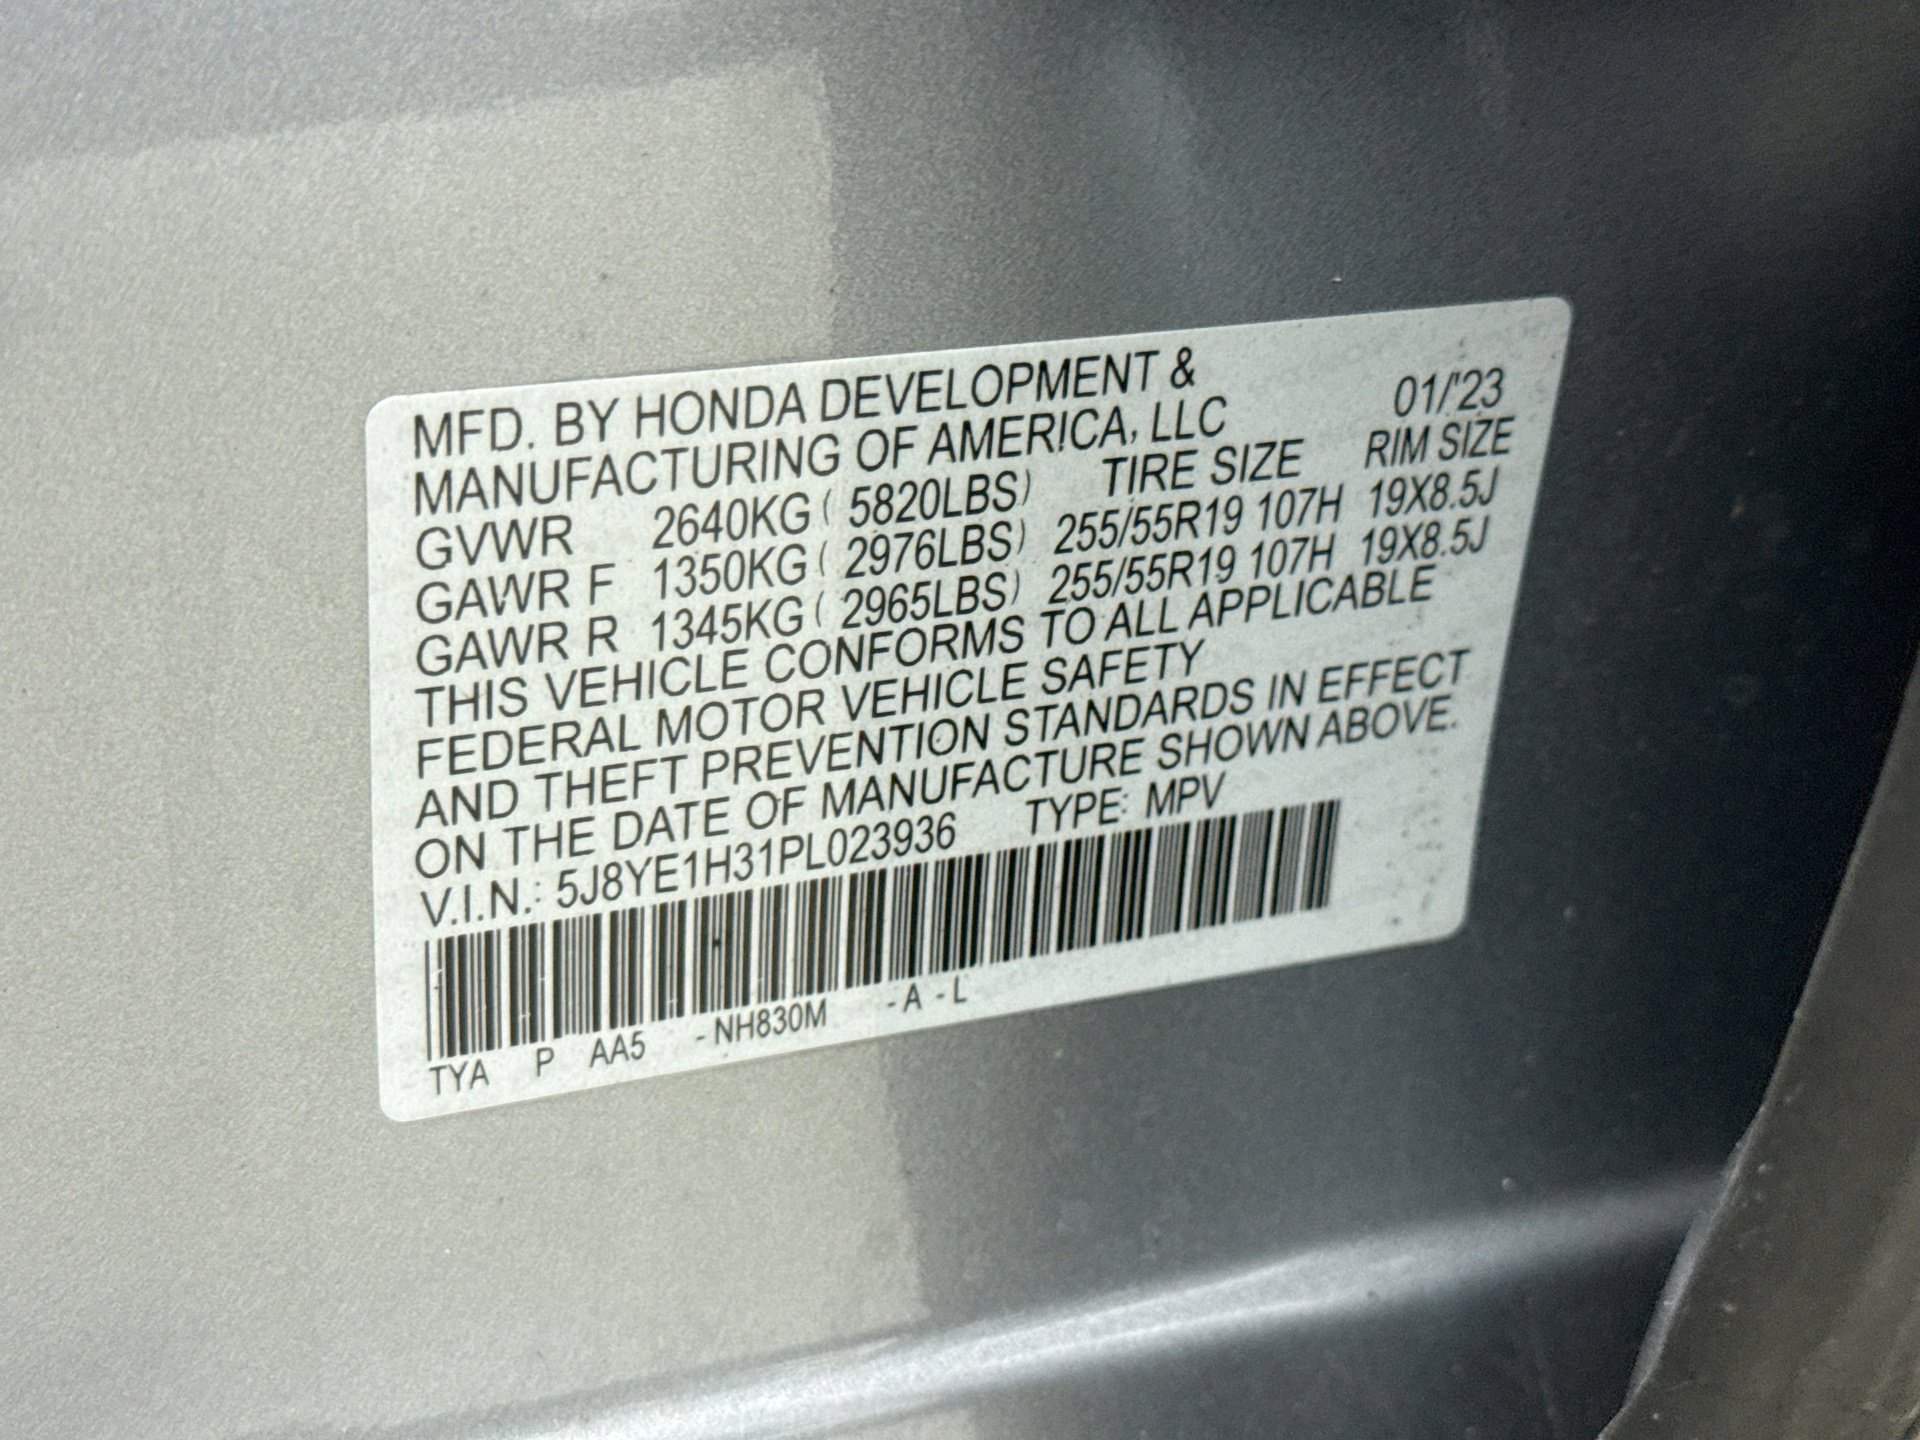 MFD. BY HONDA DEVELOPMENT &
MANUFACTURING OF AMERICA, LLC 01/'23
GVWR 2640KG ( 5820LBS) TIRE SIZE RIM SIZE
GAWR F 1350KG ( 2976LBS) 255/55R19 107H 19X8.5J
GAWR R 1345KG ( 2965LBS) 255/55R19 107H 19X8.5J
THIS VEHICLE CONFORMS TO ALL APPLICABLE
FEDERAL MOTOR VEHICLE SAFETY
AND THEFT PREVENTION STANDARDS IN EFFECT
ON THE DATE OF MANUFACTURE SHOWN ABOVE.
V.I.N.: 5J8YE1H31PL023936 TYPE: MPV
TYA P AA5 - NH830M - A - L